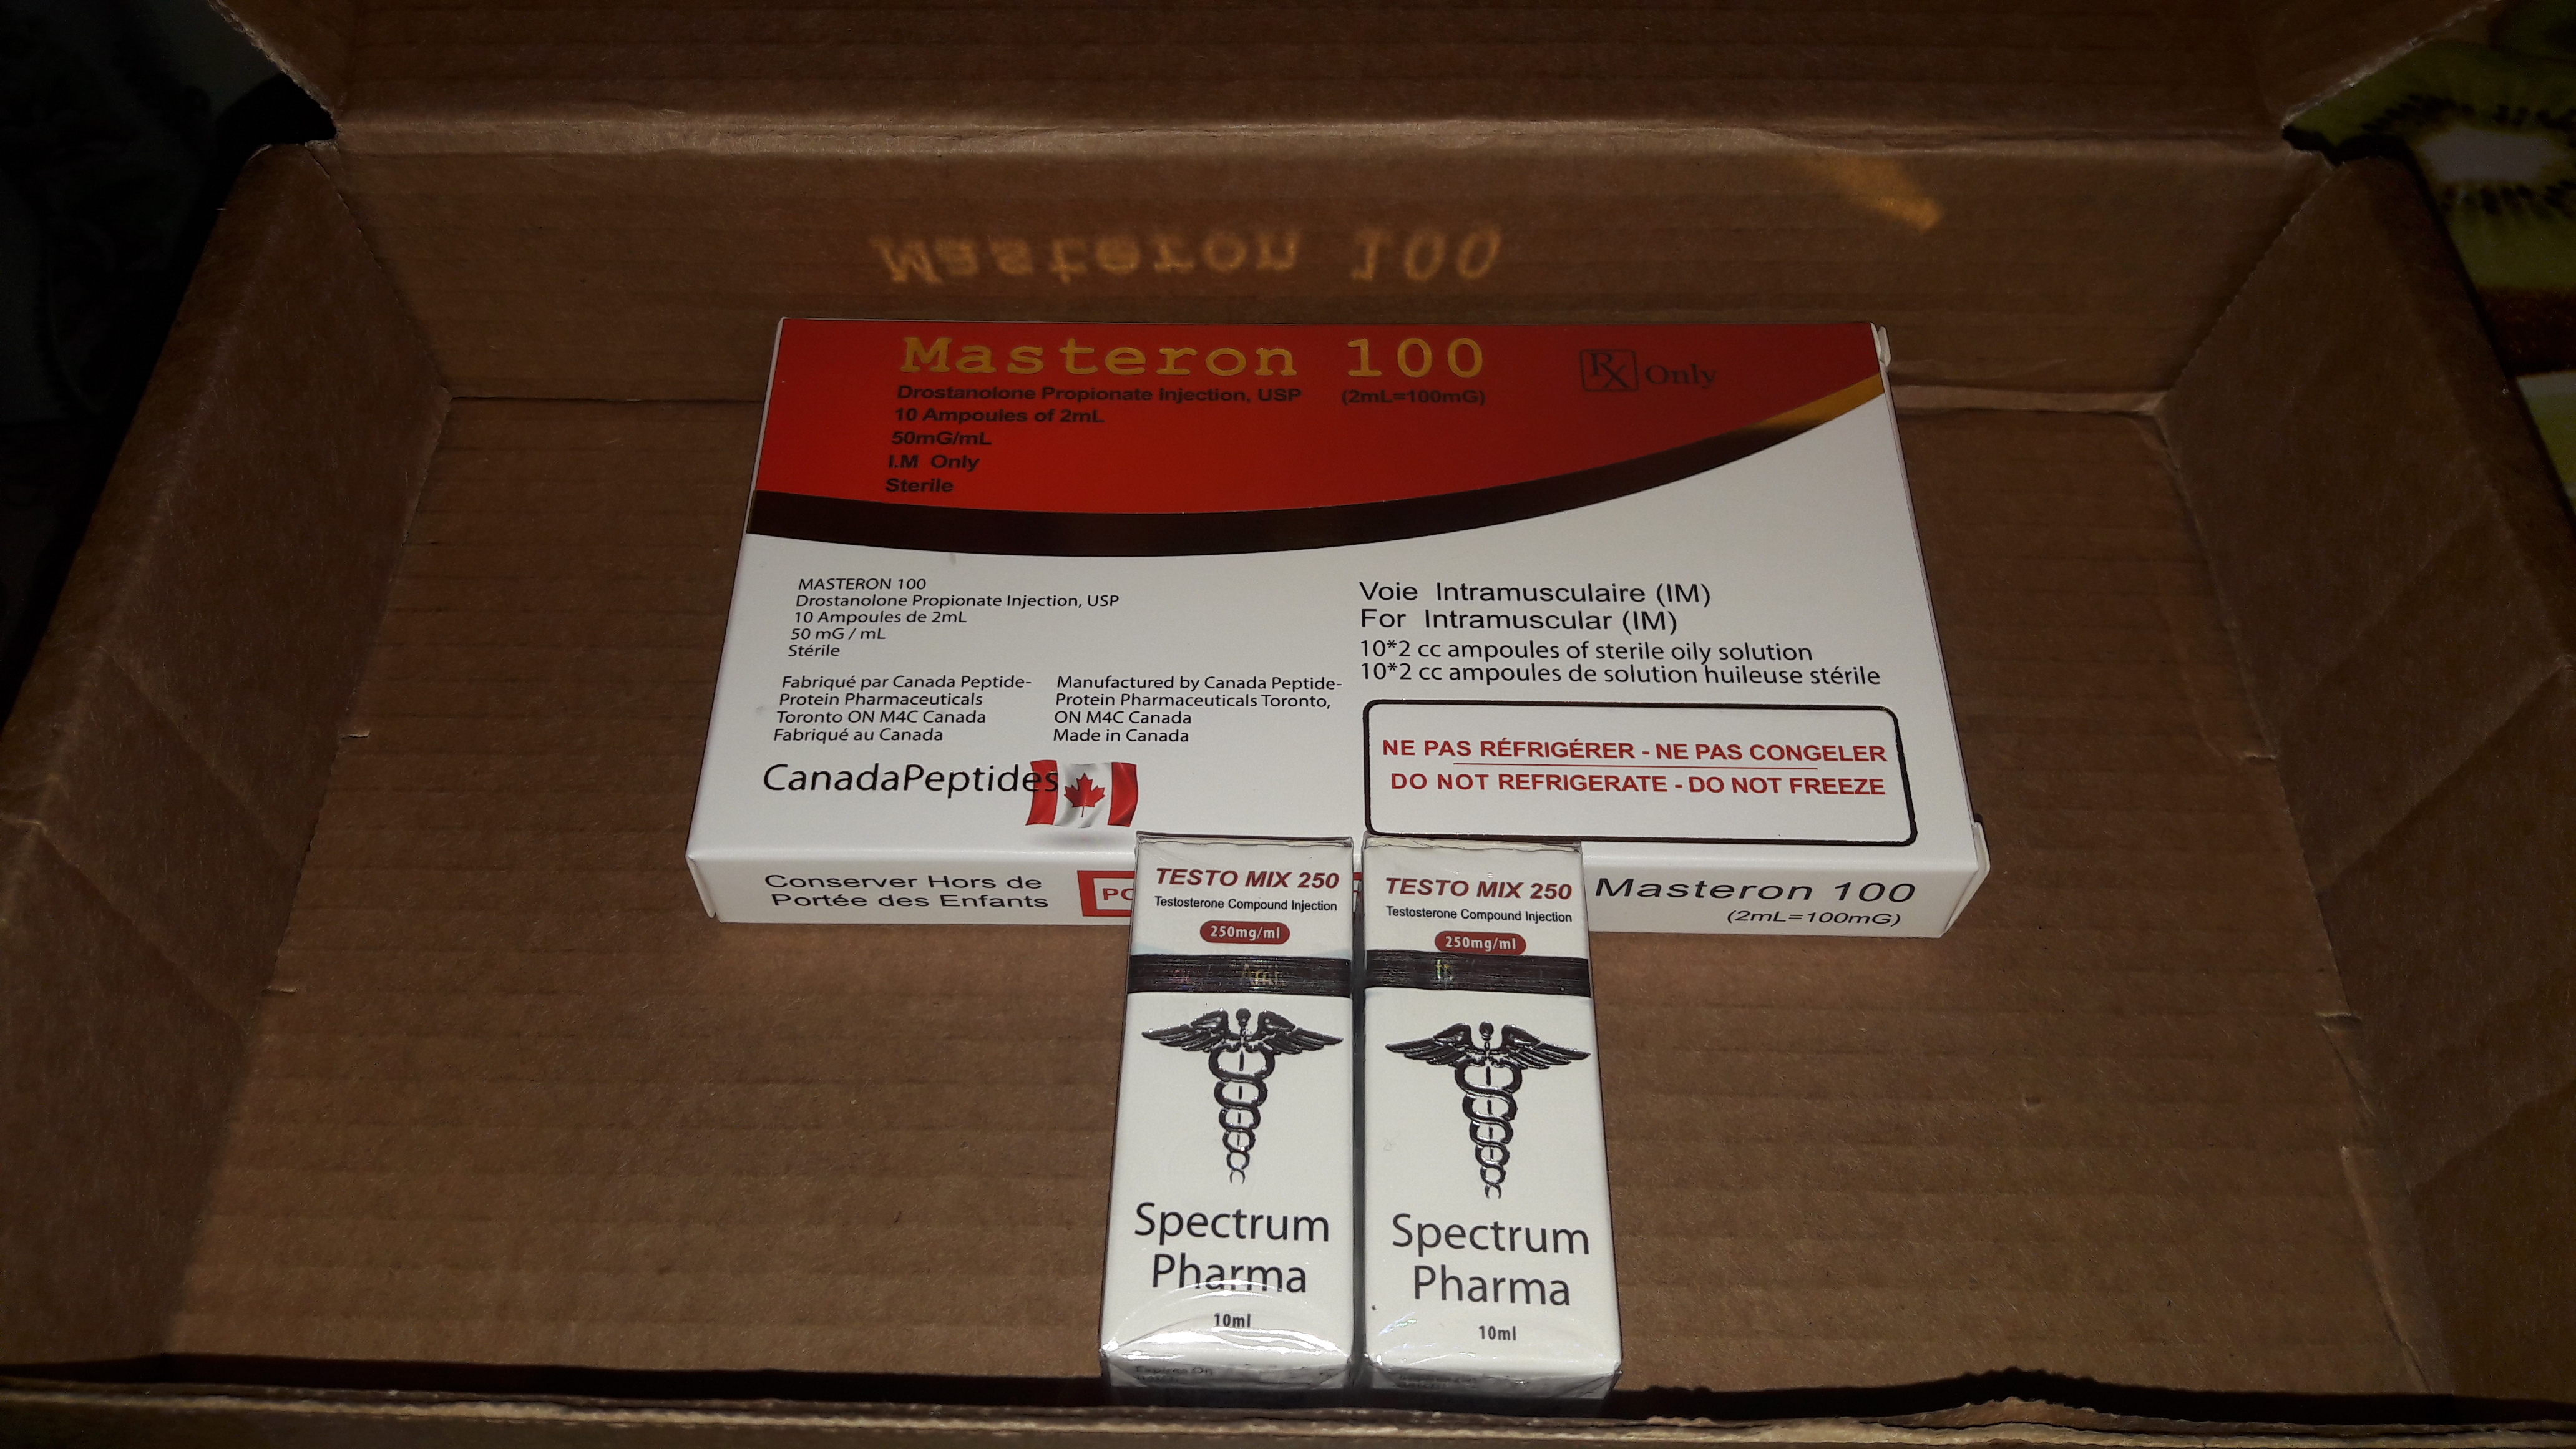 Masteron 100
Masteron 100
Rx Only
Drostanolone Propionate Injection, USP (2mL=100mG)
10 Ampoules of 2mL
50mG/mL
I.M Only
Sterile
MASTERON 100
Drostanolone Propionate Injection, USP
10 Ampoules de 2mL
50 mG / mL
Stérile
Fabriqué par Canada Peptide-
Protein Pharmaceuticals
Toronto ON M4C Canada
Fabriqué au Canada
Manufactured by Canada Peptide-
Protein Pharmaceuticals Toronto,
ON M4C Canada
Made in Canada
CanadaPeptides
Voie Intramusculaire (IM)
For Intramuscular (IM)
10*2 cc ampoules of sterile oily solution
10*2 cc ampoules de solution huileuse stérile
NE PAS RÉFRIGÉRER - NE PAS CONGELER
DO NOT REFRIGERATE - DO NOT FREEZE
Conserver Hors de
Portée des Enfants
Masteron 100
(2mL=100mG)
TESTO MIX 250
Testosterone Compound Injection
250mg/ml
Spectrum
Pharma
10ml
TESTO MIX 250
Testosterone Compound Injection
250mg/ml
Spectrum
Pharma
10ml